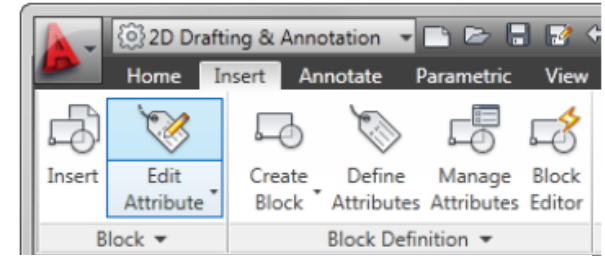 2D Drafting & Annotation
Home Insert Annotate Parametric View
Insert Edit Attribute Create Block Define Attributes Manage Attributes Block Editor
Block Block Definition